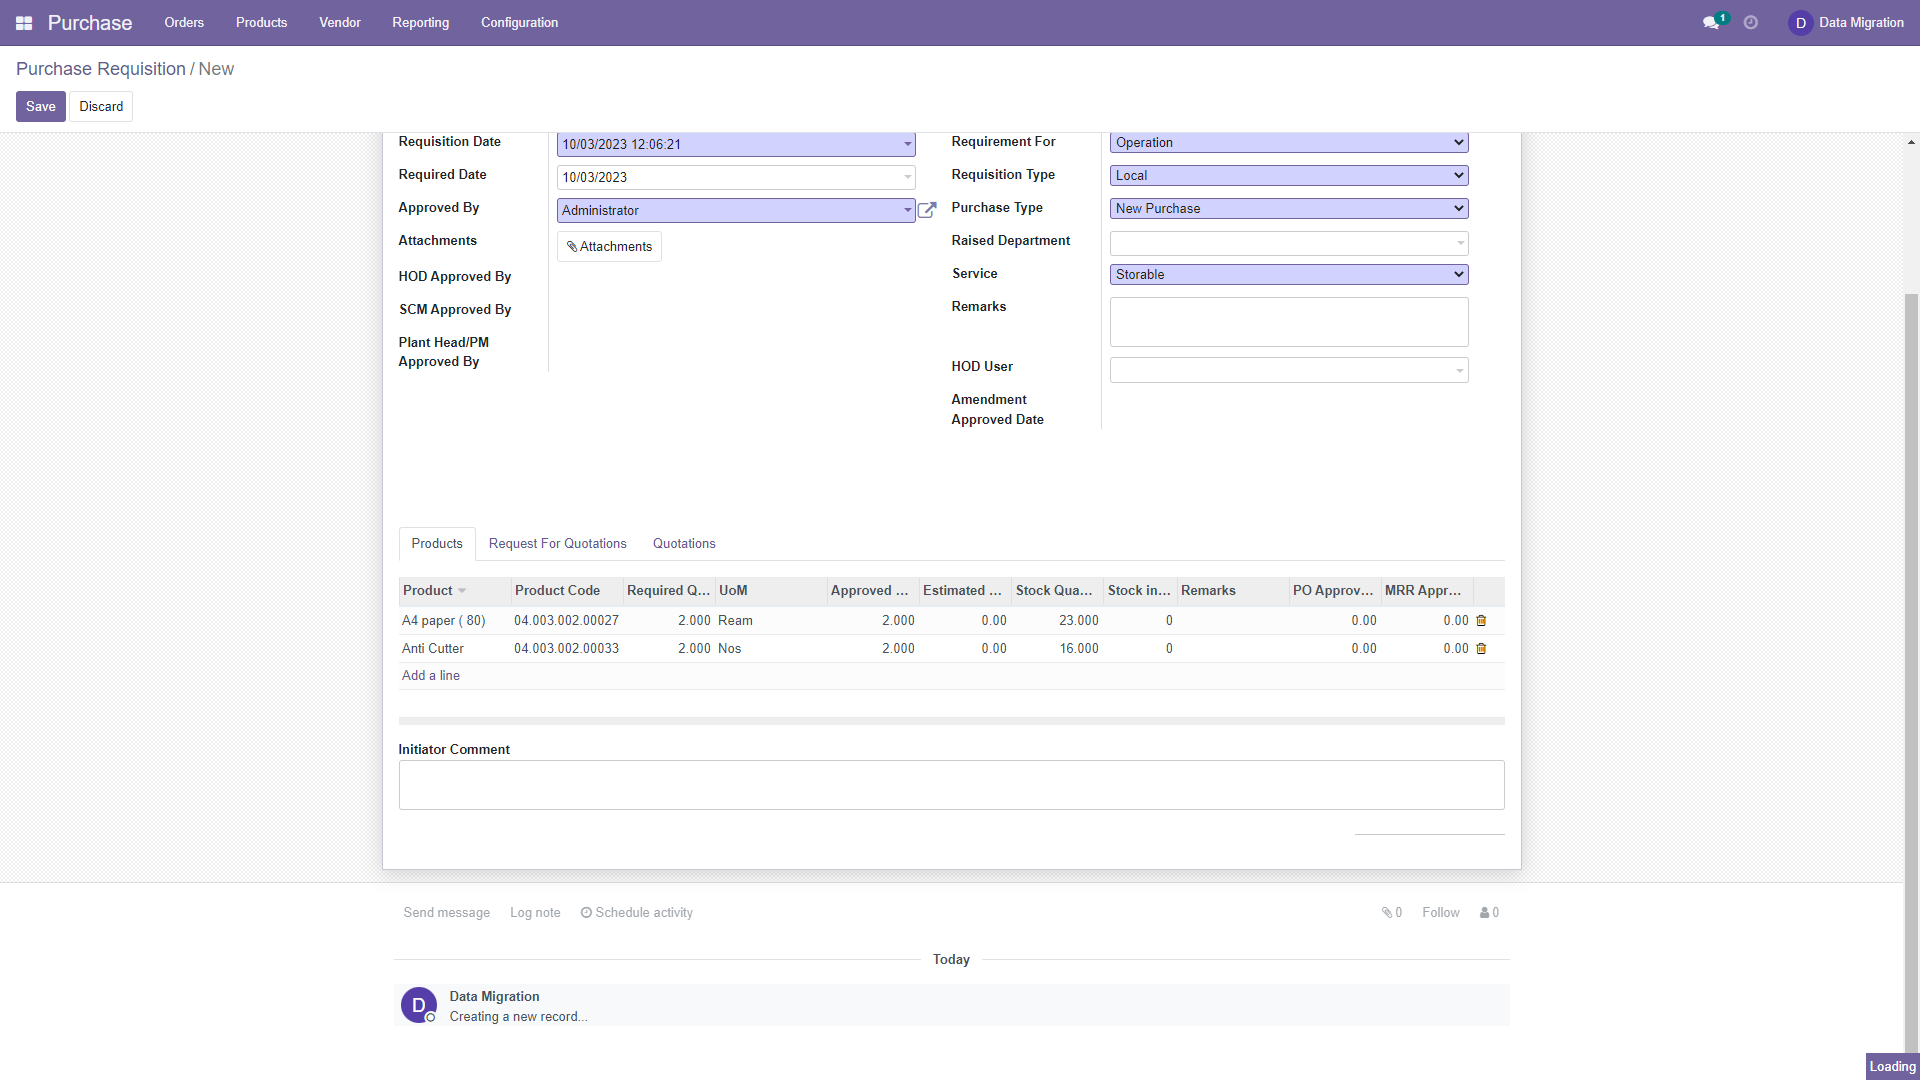 Purchase Orders Products Vendor Reporting Configuration 1 D Data Migration
Purchase Requisition / New
Save Discard
Requisition Date 10/03/2023 12:06:21 Requirement For Operation
Required Date 10/03/2023 Requisition Type Local
Approved By Administrator Purchase Type New Purchase
Attachments Attachments Raised Department
HOD Approved By Service Storable
SCM Approved By Remarks
Plant Head/PM
Approved By
HOD User
Amendment
Approved Date
Products Request For Quotations Quotations
Product Product Code Required Q... UoM Approved ... Estimated ... Stock Qua... Stock in... Remarks PO Approv... MRR Appr...
A4 paper ( 80) 04.003.002.00027 2.000 Ream 2.000 0.00 23.000 0 0.00 0.00
Anti Cutter 04.003.002.00033 2.000 Nos 2.000 0.00 16.000 0 0.00 0.00
Add a line
Initiator Comment
Send message Log note Schedule activity 0 Follow 0
Today
D Data Migration
Creating a new record...
Loading